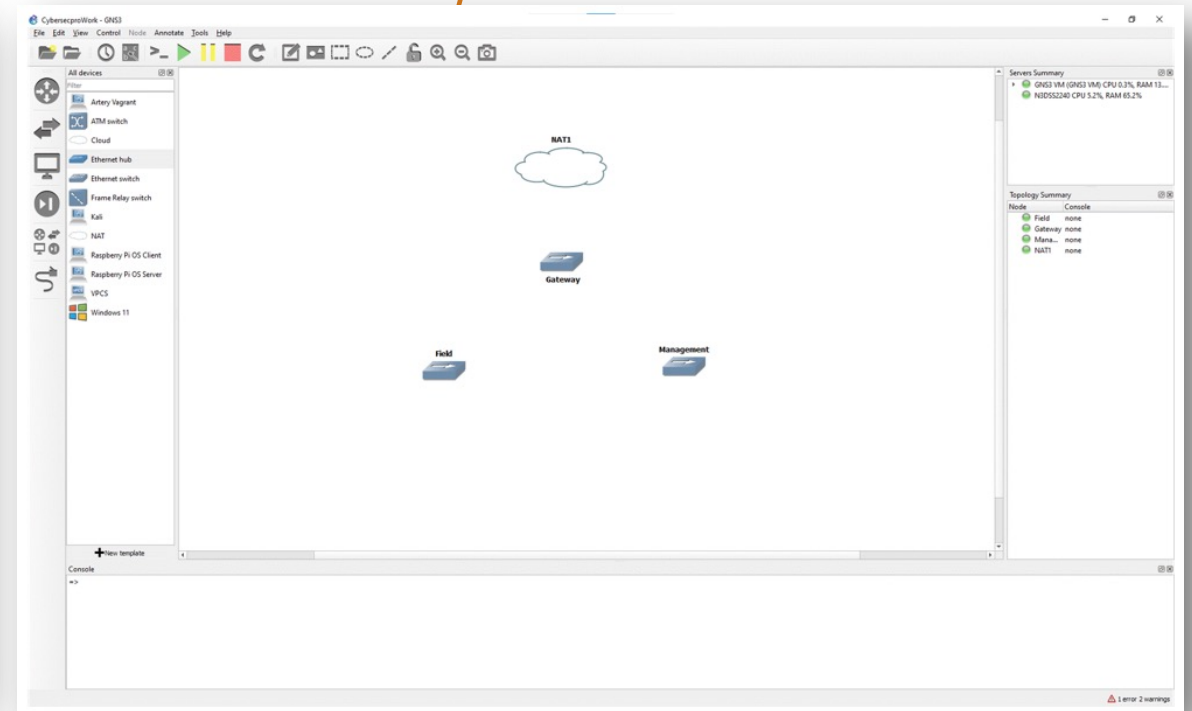 CybersecproWork - GNS3
File Edit View Control Node Annotate Tools Help
All devices
Filter
Artery Vagrant
ATM switch
Cloud
Ethernet hub
Ethernet switch
Frame Relay switch
Kali
NAT
Raspberry Pi OS Client
Raspberry Pi OS Server
VPCS
Windows 11
New template
NAT1
Gateway
Field
Management
Servers Summary
GNS3 VM (GNS3 VM) CPU 0.3%, RAM 13....
N3DSS2240 CPU 5.2%, RAM 65.2%
Topology Summary
Node Console
Field none
Gateway none
Mana... none
NAT1 none
Console
=>
1 error 2 warnings